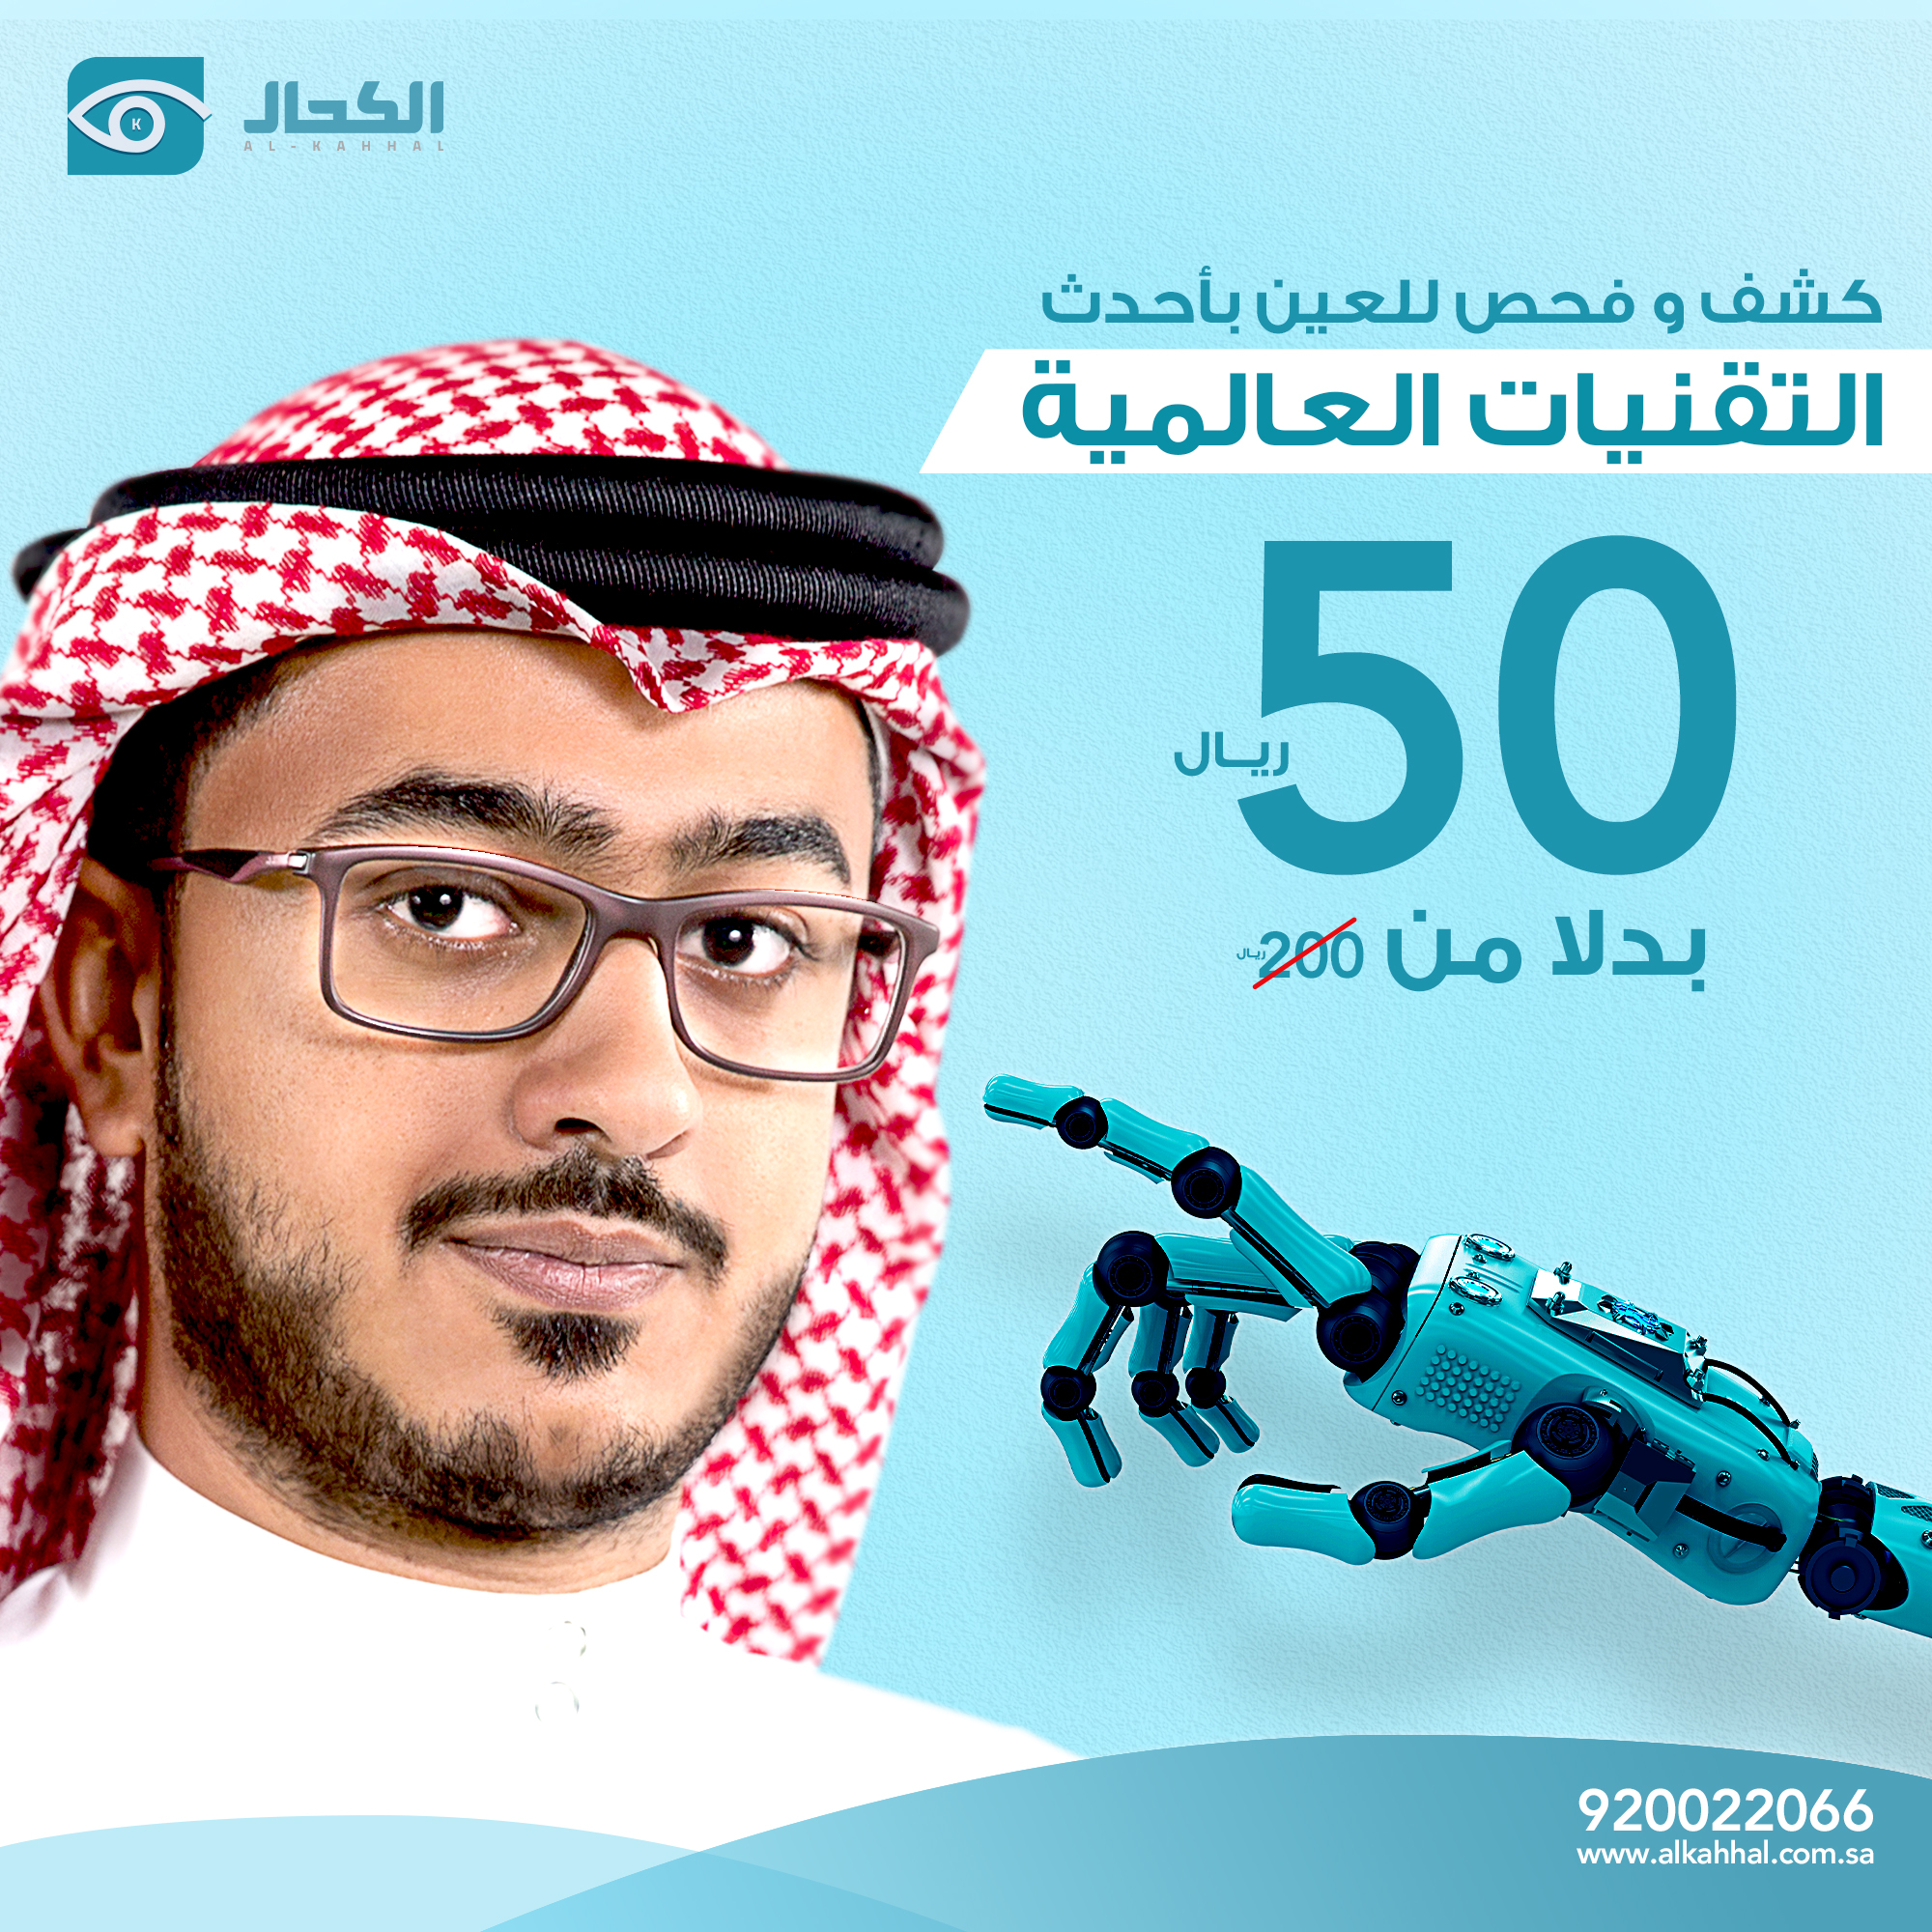 K
الكحال
AL-KAHHAL
كشف و فحص للعين بأحدث
التقنيات العالمية
50 ريال
بدلا من 200 ريال
920022066
www.alkahhal.com.sa